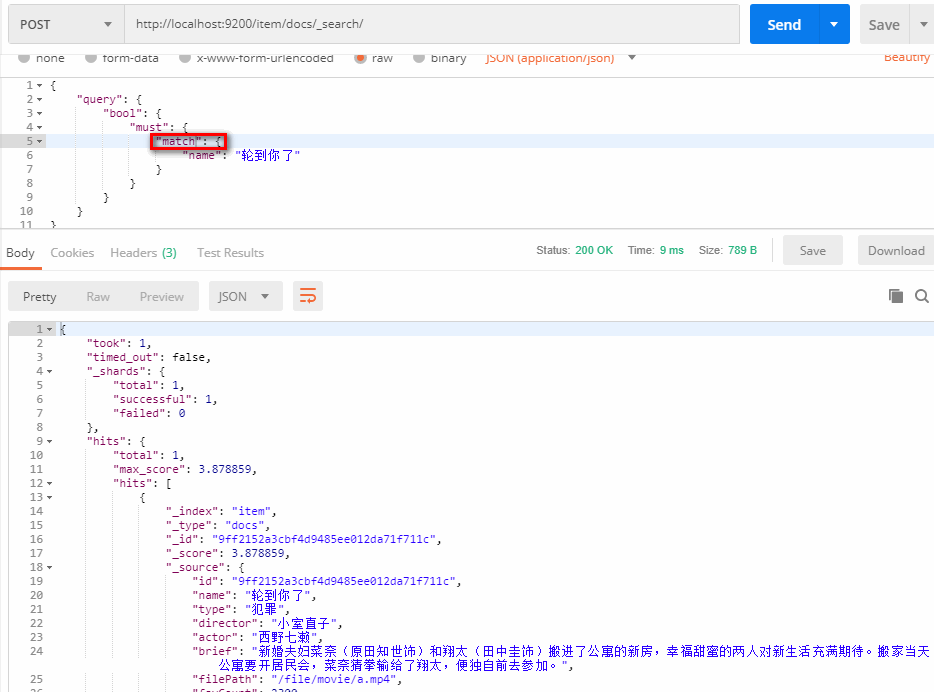 POST http://localhost:9200/item/docs/_search/ Send Save
none form-data x-www-form-urlencoded raw binary JSON (application/json) Beautify
1 {
2 "query": {
3 "bool": {
4 "must": {
5 "match": {
6 "name": "轮到你了"
7 }
8 }
9 }
10 }
11 }
Body Cookies Headers (3) Test Results Status: 200 OK Time: 9 ms Size: 789 B Save Download
Pretty Raw Preview JSON
1 {
2 "took": 1,
3 "timed_out": false,
4 "_shards": {
5 "total": 1,
6 "successful": 1,
7 "failed": 0
8 },
9 "hits": {
10 "total": 1,
11 "max_score": 3.878859,
12 "hits": [
13 {
14 "_index": "item",
15 "_type": "docs",
16 "_id": "9ff2152a3cbf4d9485ee012da71f711c",
17 "_score": 3.878859,
18 "_source": {
19 "id": "9ff2152a3cbf4d9485ee012da71f711c",
20 "name": "轮到你了",
21 "type": "犯罪",
22 "director": "小室直子",
23 "actor": "西野七濑",
24 "brief": "新婚夫妇菜奈（原田知世饰）和翔太（田中圭饰）搬进了公寓的新房，幸福甜蜜的两人对新生活充满期待。搬家当天
公寓要开居民会，菜奈猜拳输给了翔太，便独自前去参加。",
25 "filePath": "/file/movie/a.mp4",
26